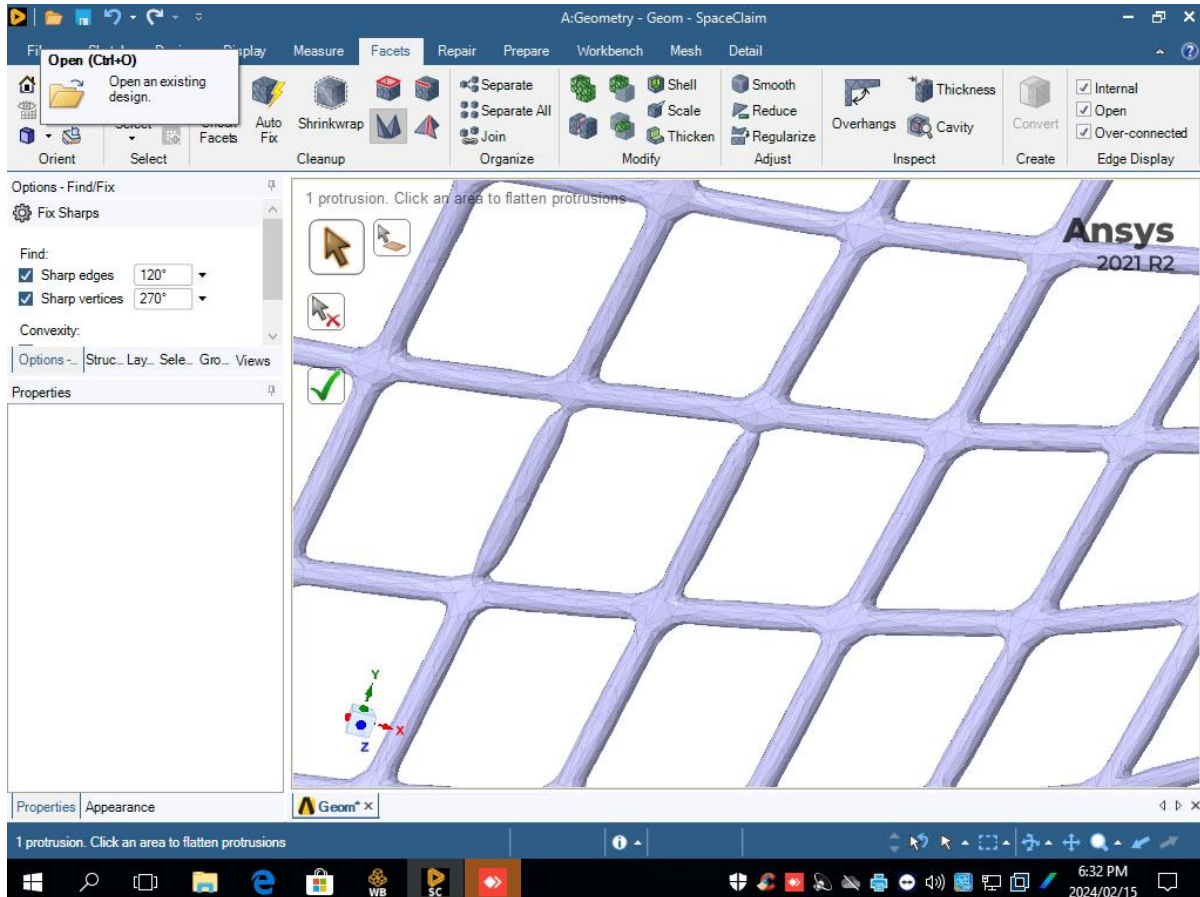 A:Geometry - Geom - SpaceClaim
Display Measure Facets Repair Prepare Workbench Mesh Detail
Open (Ctrl+O)
Open an existing
design.
Facets
Auto
Fix
Shrinkwrap
Separate
Separate All
Join
Shell
Scale
Thicken
Smooth
Reduce
Regularize
Overhangs
Thickness
Cavity
Convert
Internal
Open
Over-connected
Orient Select Cleanup Organize Modify Adjust Inspect Create Edge Display
Options - Find/Fix
Fix Sharps
Find:
Sharp edges 120°
Sharp vertices 270°
Convexity:
Options -... Struc... Lay... Sele... Gro... Views
Properties
1 protrusion. Click an area to flatten protrusions
Ansys
2021 R2
Y
X
Z
Properties Appearance
Geom* ×
1 protrusion. Click an area to flatten protrusions
WB
SC
6:32 PM
2024/02/15